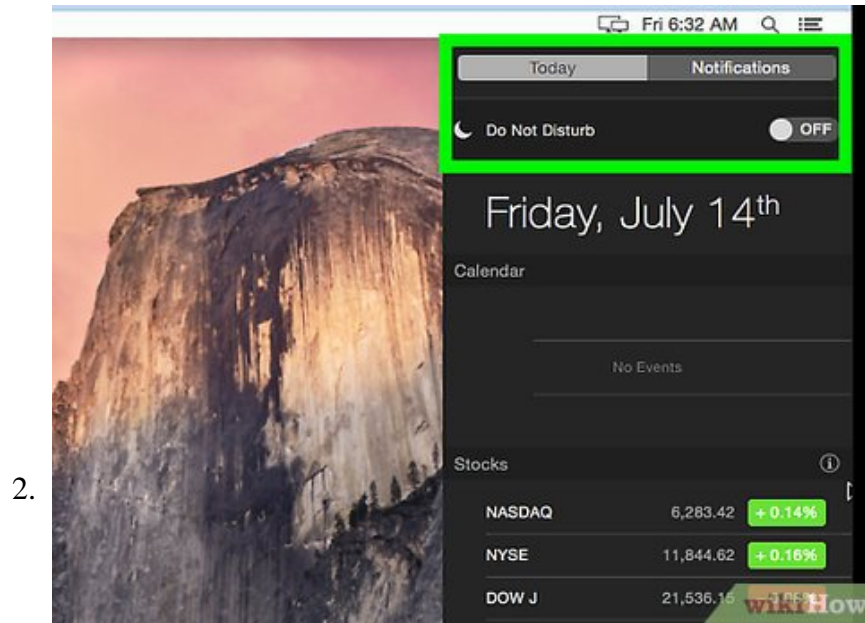 Fri 6:32 AM
Today Notifications
Do Not Disturb OFF
Friday, July 14th
Calendar
No Events
2.
Stocks
NASDAQ 6,283.42 + 0.14%
NYSE 11,844.62 + 0.16%
DOW J 21,536.15
wikiHow